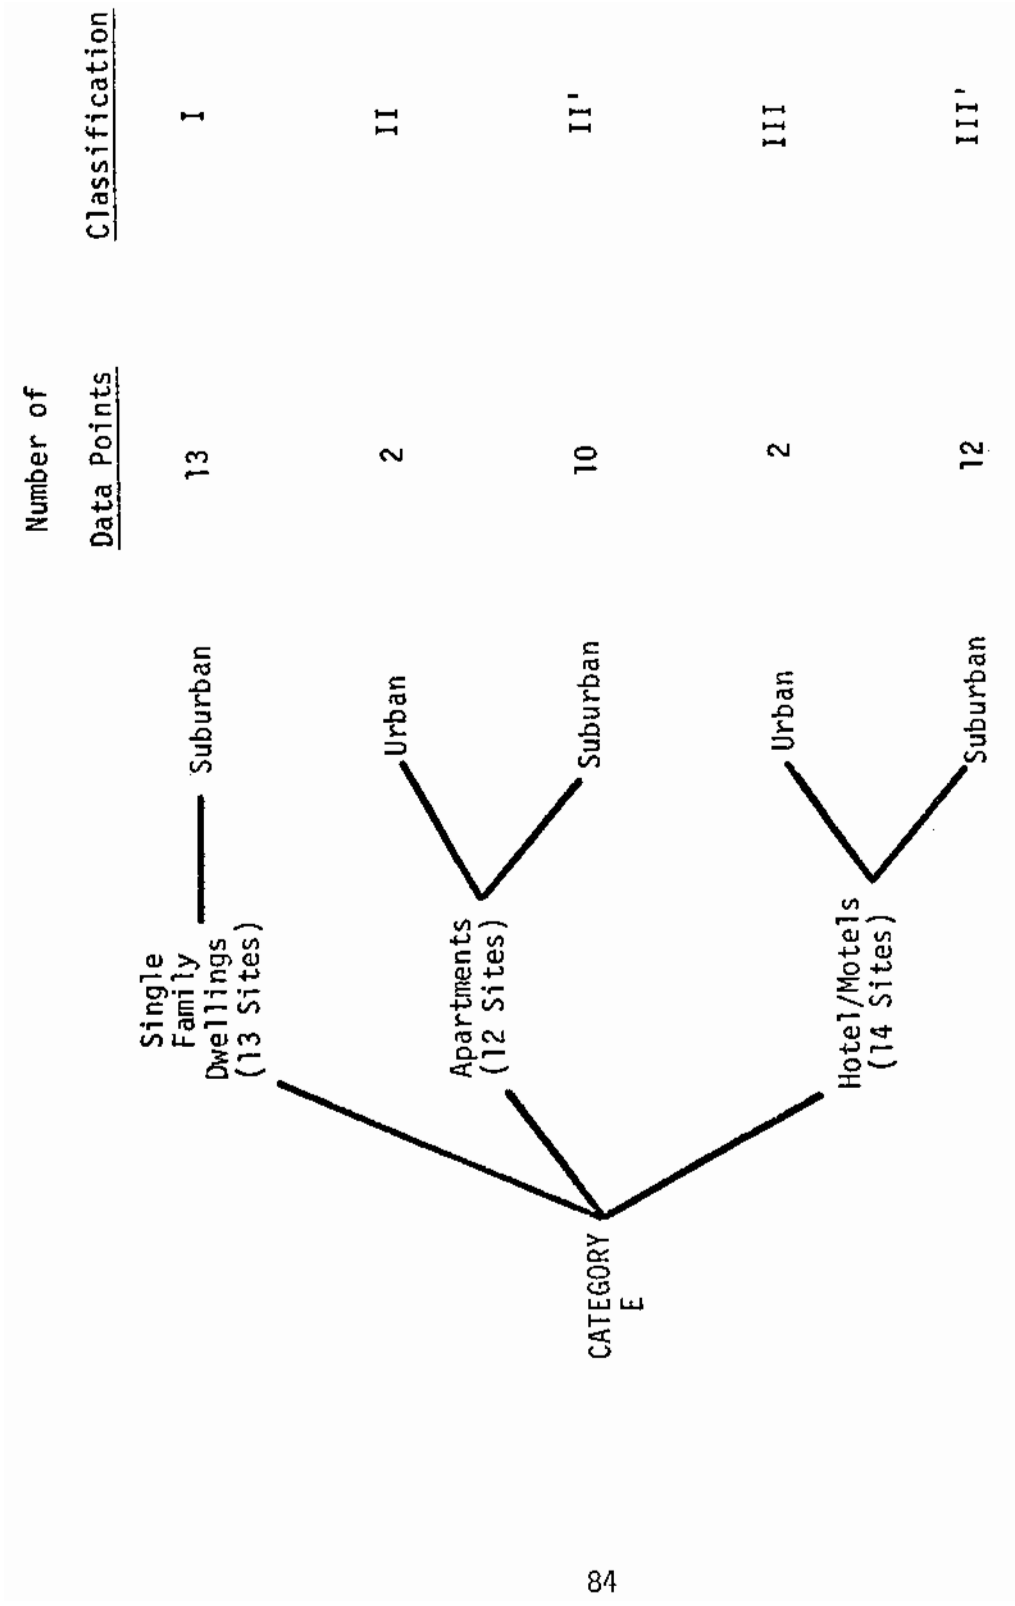 Number of
Data Points
Classification
CATEGORY
E
Single
Family
Dwellings
(13 Sites)
Suburban
13
I
Apartments
(12 Sites)
Urban
2
II
Suburban
10
II'
Hotel/Motels
(14 Sites)
Urban
2
III
Suburban
12
III'
84